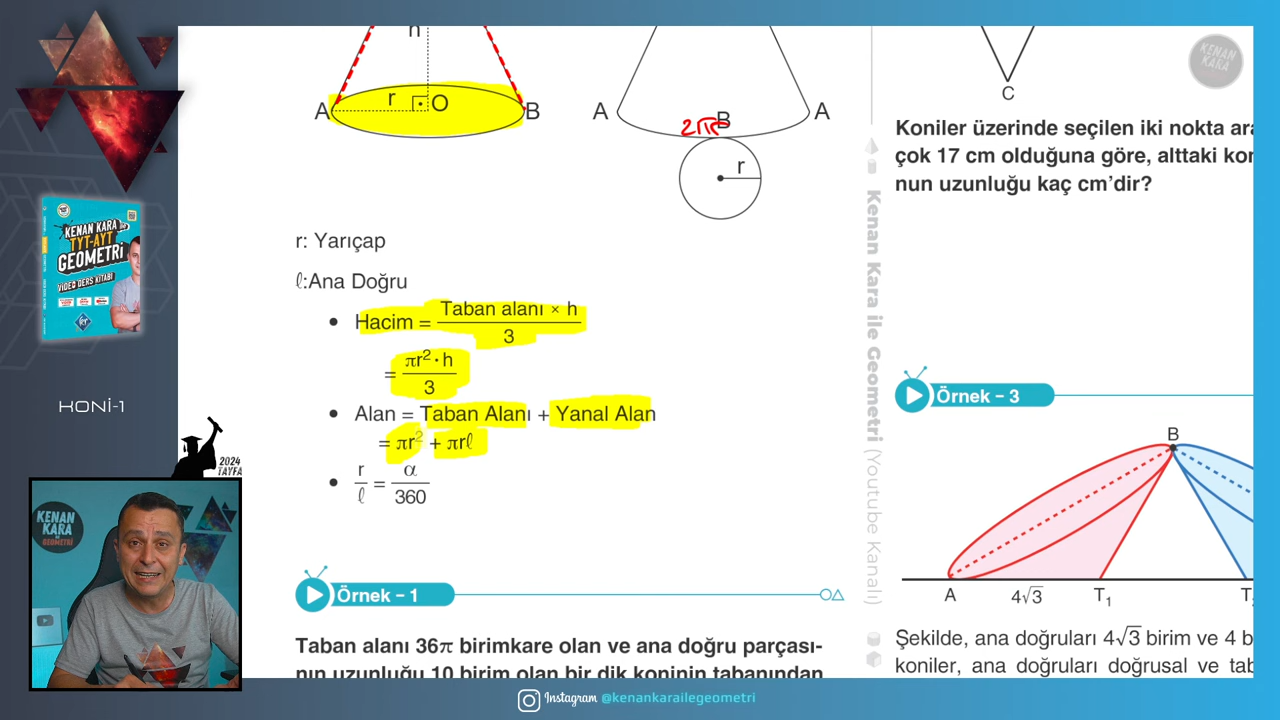 KENAN KARA ile
TYT-AYT
GEOMETRİ
VİDEO DERS KİTABI
KONİ-1
2024
TAYFA
KENAN
KARA
ile
GEOMETRİ
h
r
O
A
B
A
2πr
B
A
r
r: Yarıçap
ℓ:Ana Doğru
• Hacim = Taban alanı × h / 3
= πr²·h / 3
• Alan = Taban Alanı + Yanal Alan
= πr² + πrℓ
• r / ℓ = α / 360
Örnek – 1
Taban alanı 36π birimkare olan ve ana doğru parçası-
nın uzunluğu 10 birim olan bir dik koninin tabanından
Kenan Kara ile Geometri (Youtube Kanalı)
KENAN
KARA
C
Koniler üzerinde seçilen iki nokta ara
çok 17 cm olduğuna göre, alttaki kon
nun uzunluğu kaç cm’dir?
Örnek – 3
B
A
4√3
T₁
T
Şekilde, ana doğruları 4√3 birim ve 4 b
koniler, ana doğruları doğrusal ve tab
Instagram @kenankarailegeometri